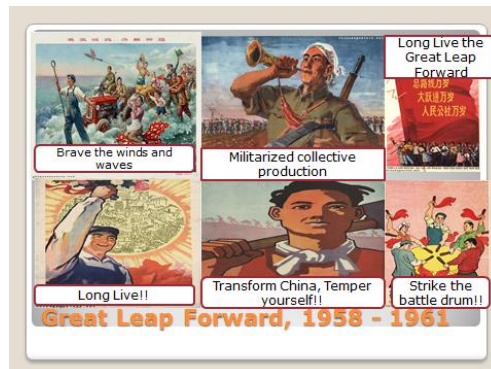 Long Live the
Great Leap
Forward
总路线万岁
大跃进万岁
人民公社万岁
Brave the winds and
waves
Militarized collective
production
Long Live!!
Transform China, Temper
yourself!!
Strike the
battle drum!!
Great Leap Forward, 1958 - 1961